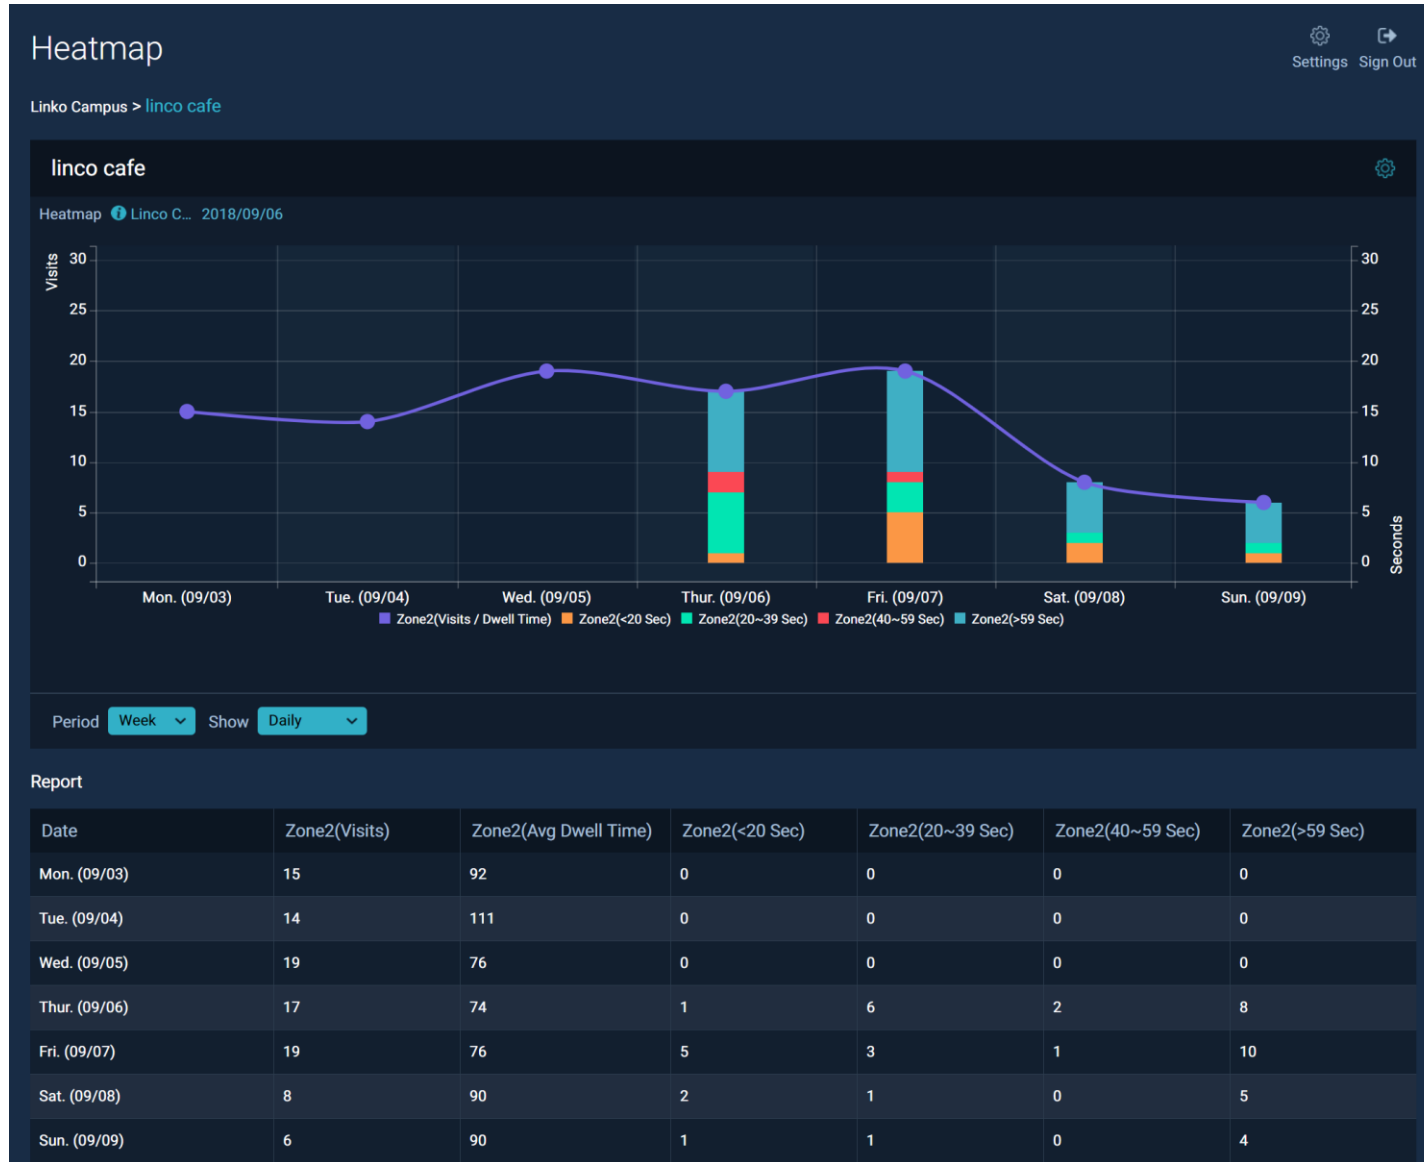 Heatmap
Settings Sign Out
Linko Campus > linco cafe
linco cafe
Heatmap i Linco C... 2018/09/06
Visits
30 30
25 25
20 20
15 15
10 10
5 5
0 0
Seconds
Mon. (09/03) Tue. (09/04) Wed. (09/05) Thur. (09/06) Fri. (09/07) Sat. (09/08) Sun. (09/09)
Zone2(Visits / Dwell Time) Zone2(<20 Sec) Zone2(20~39 Sec) Zone2(40~59 Sec) Zone2(>59 Sec)
Period Week Show Daily
Report
Date Zone2(Visits) Zone2(Avg Dwell Time) Zone2(<20 Sec) Zone2(20~39 Sec) Zone2(40~59 Sec) Zone2(>59 Sec)
Mon. (09/03) 15 92 0 0 0 0
Tue. (09/04) 14 111 0 0 0 0
Wed. (09/05) 19 76 0 0 0 0
Thur. (09/06) 17 74 1 6 2 8
Fri. (09/07) 19 76 5 3 1 10
Sat. (09/08) 8 90 2 1 0 5
Sun. (09/09) 6 90 1 1 0 4